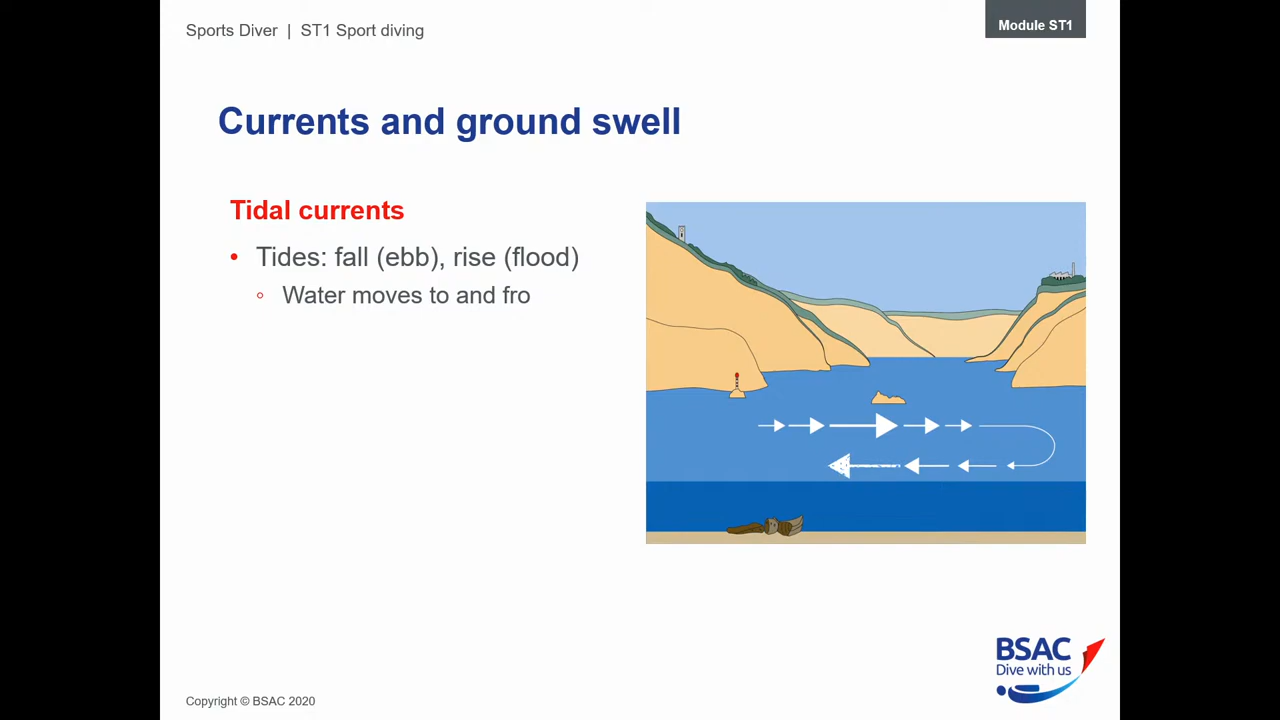 Sports Diver | ST1 Sport diving
Module ST1
Currents and ground swell
Tidal currents
• Tides: fall (ebb), rise (flood)
◦ Water moves to and fro
BSAC
Dive with us
Copyright © BSAC 2020